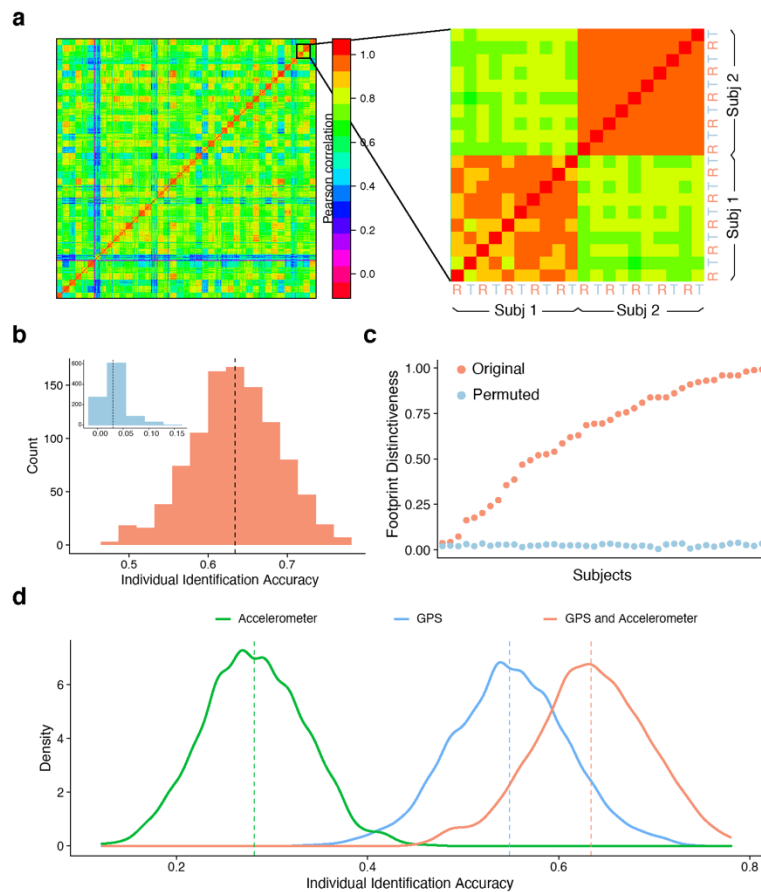 a
Pearson correlation
1.0
0.8
0.6
0.4
0.2
0.0
R T R T R T R T R T R T R T R T R T R T
Subj 1
Subj 2
T
R
T
R
T
R
T
R
T
R
T
R
T
R
T
R
T
R
T
R
Subj 2
Subj 1
b
600
400
200
0
0.00 0.05 0.10 0.15
150
100
50
0
Count
0.5 0.6 0.7
Individual Identification Accuracy
c
Original
Permuted
1.00
0.75
0.50
0.25
0.00
Footprint Distinctiveness
Subjects
d
Accelerometer
GPS
GPS and Accelerometer
6
4
2
0
Density
0.2 0.4 0.6 0.8
Individual Identification Accuracy